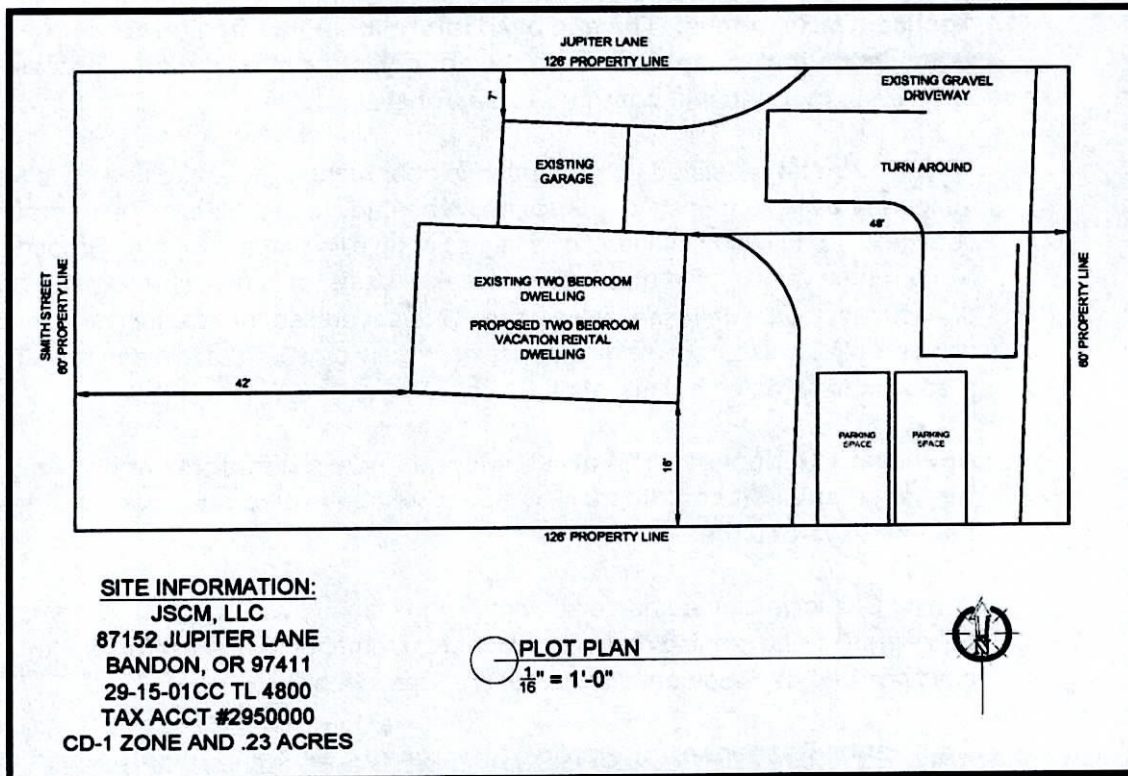 JUPITER LANE
126' PROPERTY LINE
EXISTING GRAVEL
DRIVEWAY
7'
EXISTING
GARAGE
TURN AROUND
48'
SMITH STREET
60' PROPERTY LINE
EXISTING TWO BEDROOM
DWELLING
PROPOSED TWO BEDROOM
VACATION RENTAL
DWELLING
60' PROPERTY LINE
42'
16'
PARKING
SPACE
PARKING
SPACE
126' PROPERTY LINE
SITE INFORMATION:
JSCM, LLC
87152 JUPITER LANE
BANDON, OR 97411
29-15-01CC TL 4800
TAX ACCT #2950000
CD-1 ZONE AND .23 ACRES
PLOT PLAN
1/16" = 1'-0"
N